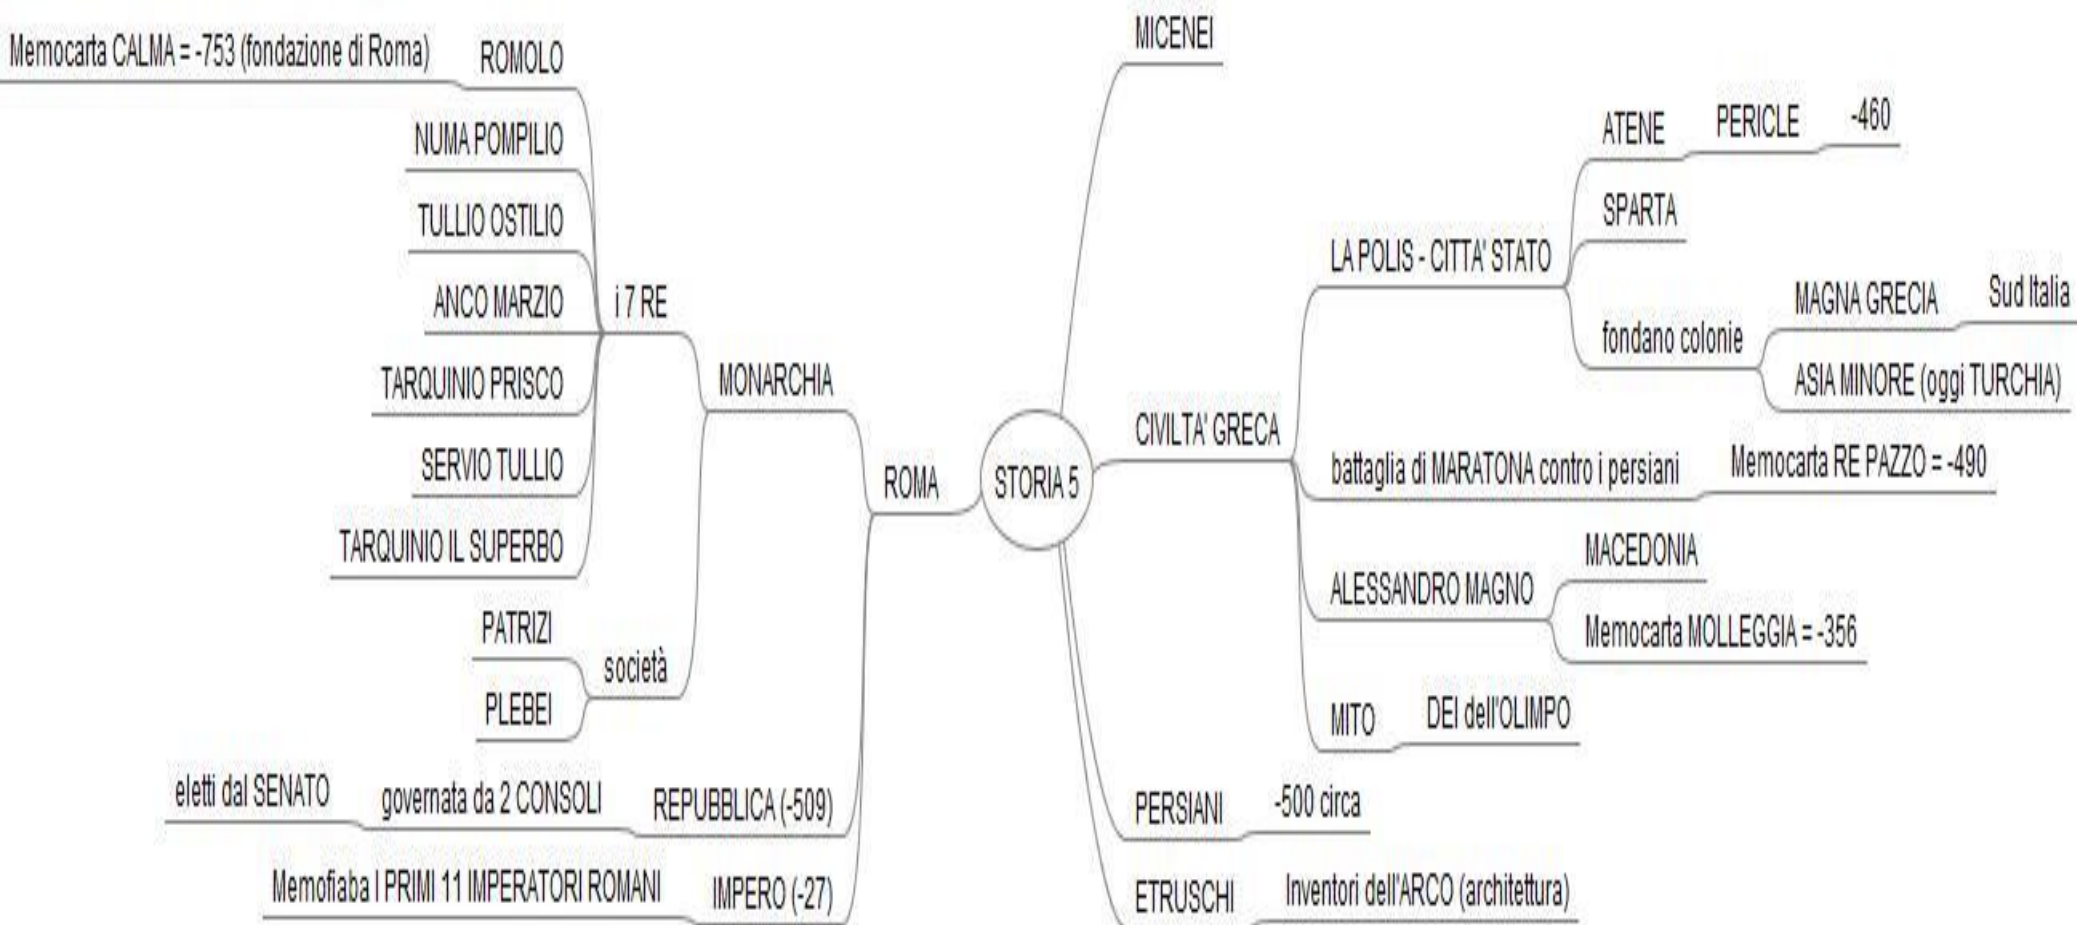 STORIA 5
MICENEI
CIVILTA' GRECA
LA POLIS - CITTA' STATO
ATENE
PERICLE
-460
SPARTA
fondano colonie
MAGNA GRECIA
Sud Italia
ASIA MINORE (oggi TURCHIA)
battaglia di MARATONA contro i persiani
Memocarta RE PAZZO = -490
ALESSANDRO MAGNO
MACEDONIA
Memocarta MOLLEGGIA = -356
MITO
DEI dell'OLIMPO
PERSIANI
-500 circa
ETRUSCHI
Inventori dell'ARCO (architettura)
ROMA
MONARCHIA
i 7 RE
ROMOLO
Memocarta CALMA = -753 (fondazione di Roma)
NUMA POMPILIO
TULLIO OSTILIO
ANCO MARZIO
TARQUINIO PRISCO
SERVIO TULLIO
TARQUINIO IL SUPERBO
società
PATRIZI
PLEBEI
REPUBBLICA (-509)
governata da 2 CONSOLI
eletti dal SENATO
IMPERO (-27)
Memofiaba I PRIMI 11 IMPERATORI ROMANI